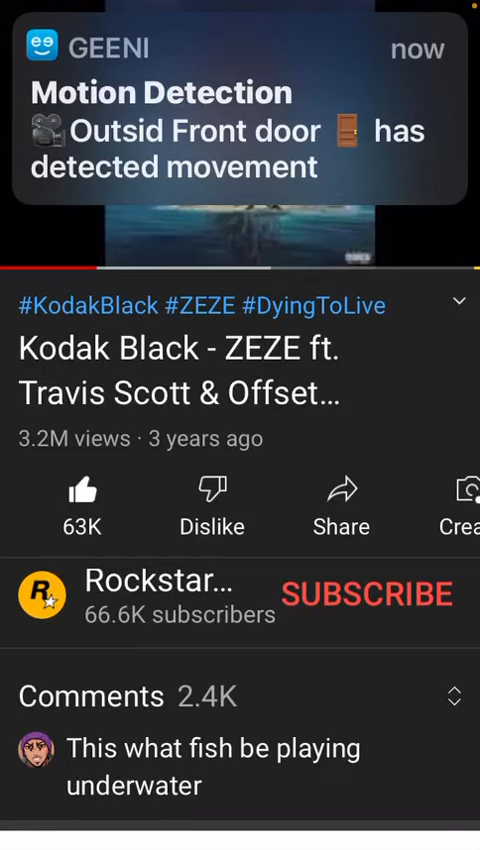 GEENI
now
Motion Detection
🎥Outsid Front door 🚪 has
detected movement
#KodakBlack #ZEZE #DyingToLive
Kodak Black - ZEZE ft.
Travis Scott & Offset...
3.2M views · 3 years ago
63K
Dislike
Share
Crea
R
Rockstar...
SUBSCRIBE
66.6K subscribers
Comments 2.4K
This what fish be playing
underwater